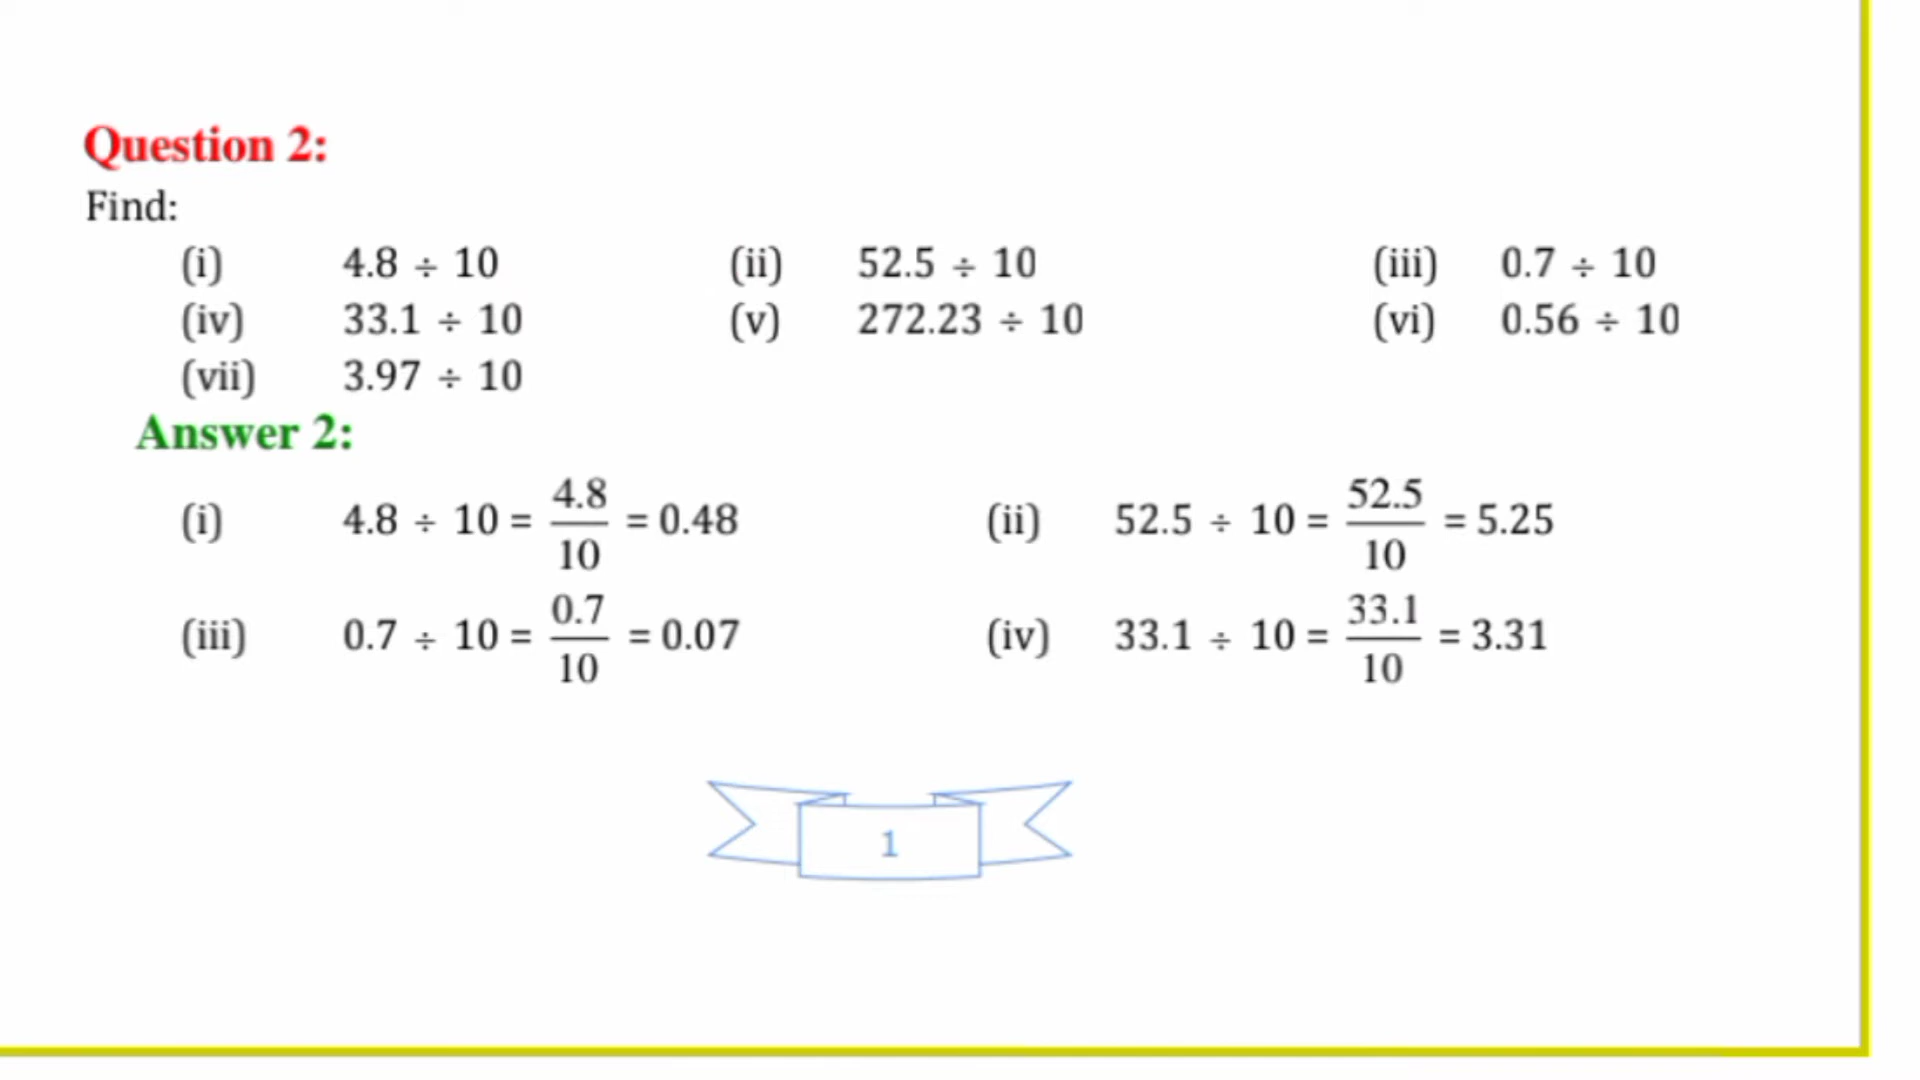 Question 2:
Find:
(i) 4.8 ÷ 10 (ii) 52.5 ÷ 10 (iii) 0.7 ÷ 10
(iv) 33.1 ÷ 10 (v) 272.23 ÷ 10 (vi) 0.56 ÷ 10
(vii) 3.97 ÷ 10
Answer 2:
(i) 4.8 ÷ 10 = 4.8/10 = 0.48 (ii) 52.5 ÷ 10 = 52.5/10 = 5.25
(iii) 0.7 ÷ 10 = 0.7/10 = 0.07 (iv) 33.1 ÷ 10 = 33.1/10 = 3.31
1